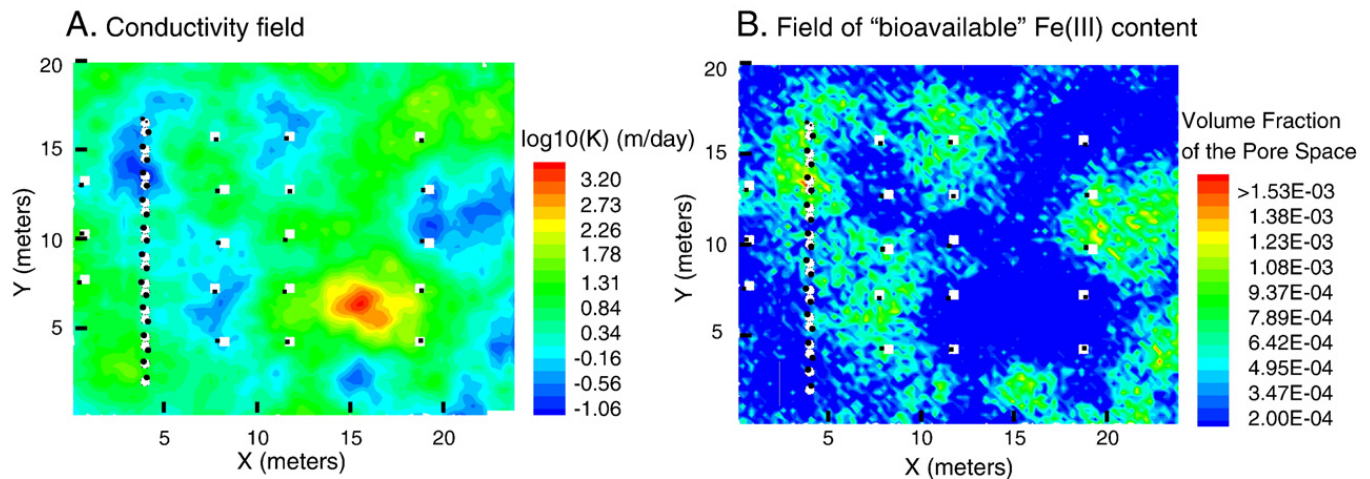 A. Conductivity field
20
15
10
5
Y (meters)
5 10 15 20
X (meters)
log10(K) (m/day)
3.20
2.73
2.26
1.78
1.31
0.84
0.34
-0.16
-0.56
-1.06
B. Field of “bioavailable” Fe(III) content
20
15
10
5
Y (meters)
5 10 15 20
X (meters)
Volume Fraction
of the Pore Space
>1.53E-03
1.38E-03
1.23E-03
1.08E-03
9.37E-04
7.89E-04
6.42E-04
4.95E-04
3.47E-04
2.00E-04